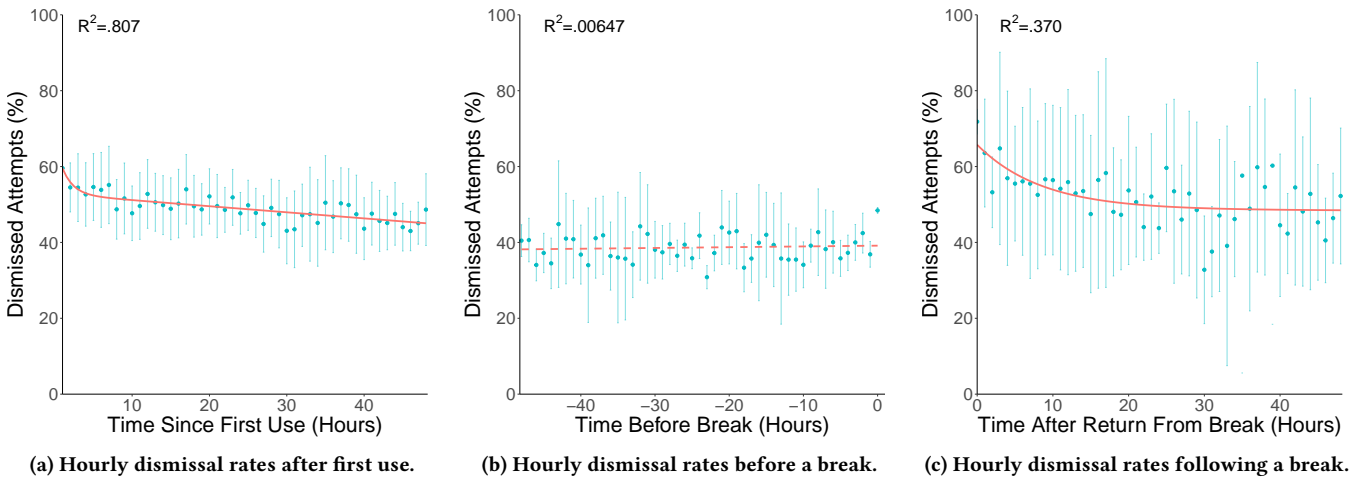 R²=.807
100
80
60
40
20
0
Dismissed Attempts (%)
10 20 30 40
Time Since First Use (Hours)
(a) Hourly dismissal rates after first use.
R²=.00647
100
80
60
40
20
0
Dismissed Attempts (%)
−40 −30 −20 −10 0
Time Before Break (Hours)
(b) Hourly dismissal rates before a break.
R²=.370
100
80
60
40
20
0
Dismissed Attempts (%)
0 10 20 30 40
Time After Return From Break (Hours)
(c) Hourly dismissal rates following a break.